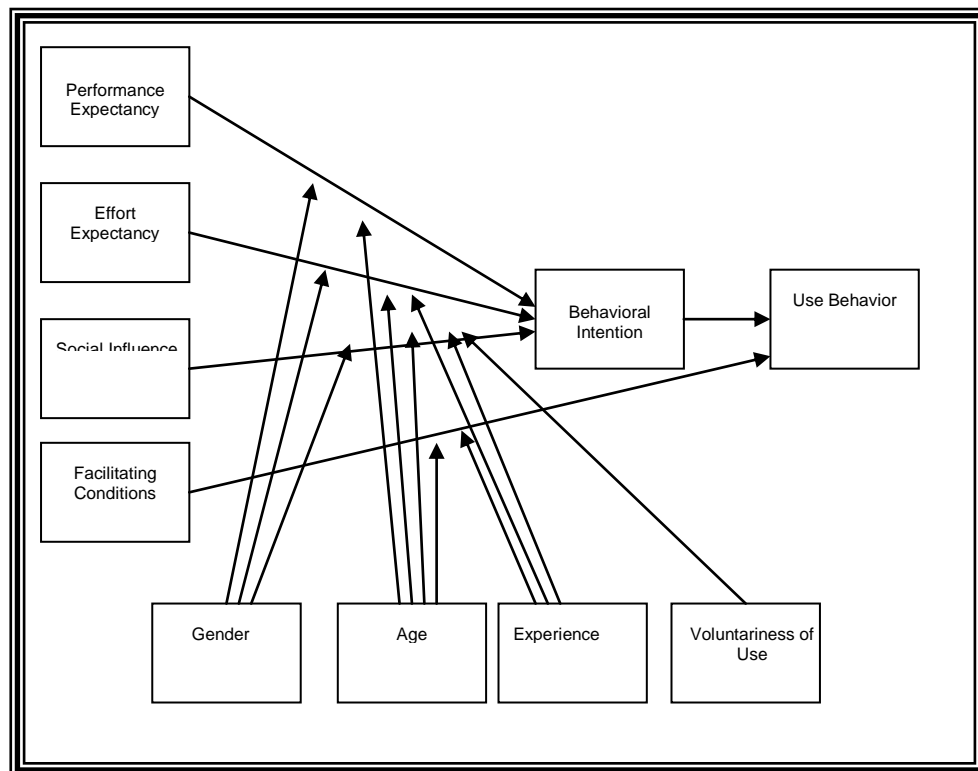 Performance
Expectancy
Effort
Expectancy
Social Influence
Facilitating
Conditions
Behavioral
Intention
Use Behavior
Gender
Age
Experience
Voluntariness of
Use